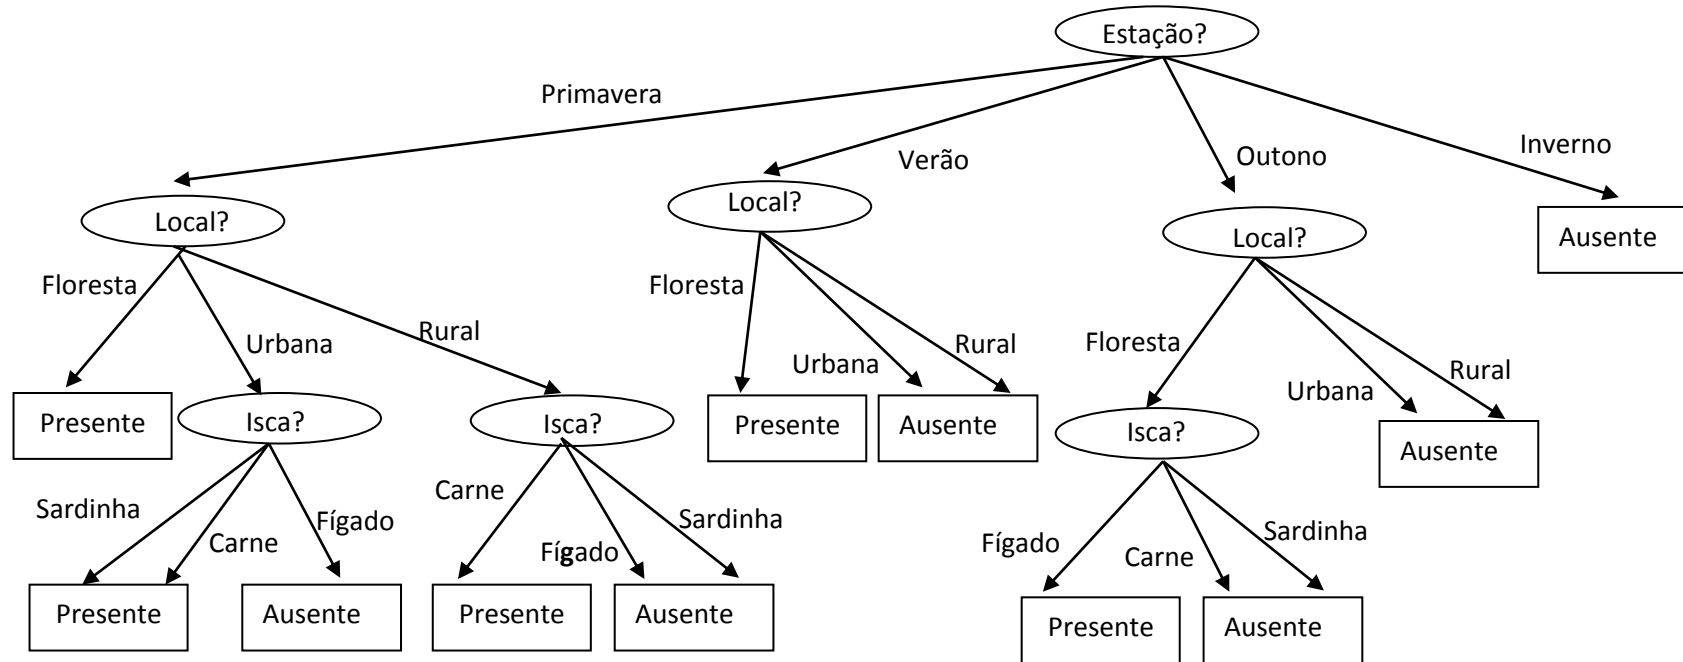 Estação?
Primavera
Verão
Outono
Inverno
Local?
Local?
Local?
Ausente
Floresta
Urbana
Rural
Floresta
Urbana
Rural
Floresta
Urbana
Rural
Presente
Isca?
Isca?
Presente
Ausente
Isca?
Ausente
Sardinha
Carne
Fígado
Carne
Fígado
Sardinha
Fígado
Carne
Sardinha
Presente
Ausente
Presente
Ausente
Presente
Ausente